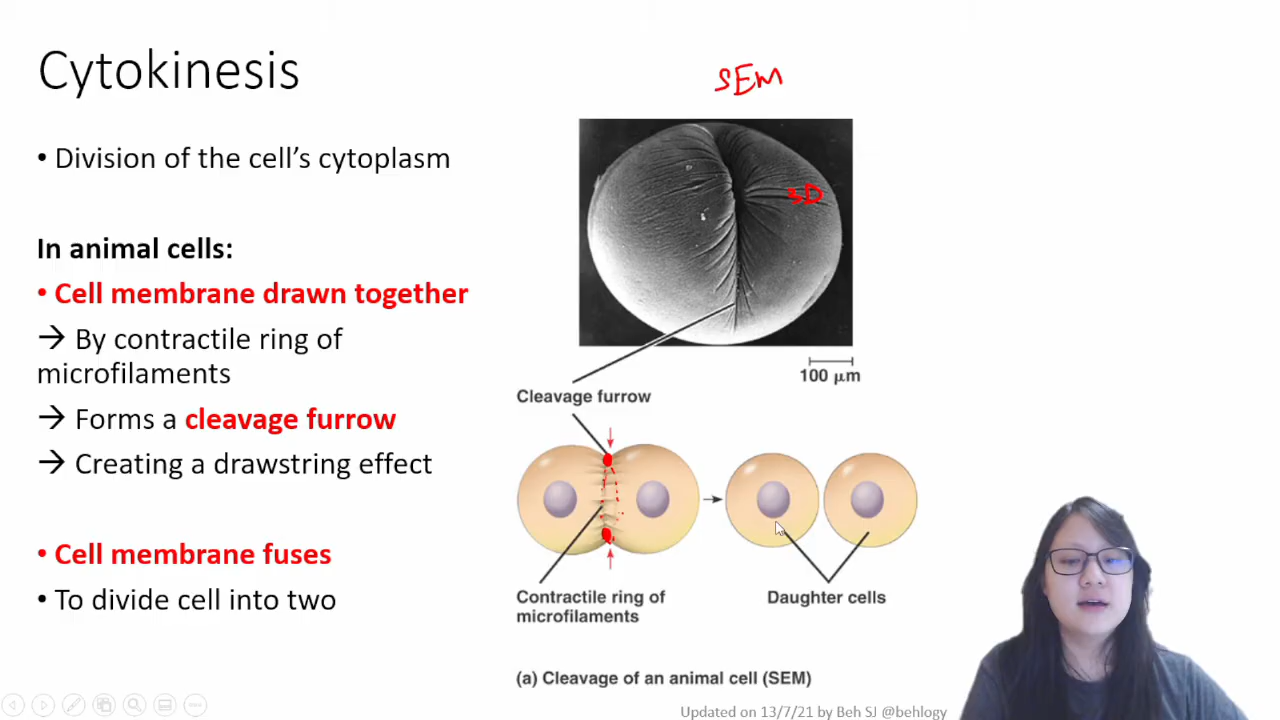 Cytokinesis
• Division of the cell's cytoplasm
In animal cells:
• Cell membrane drawn together
→ By contractile ring of
microfilaments
→ Forms a cleavage furrow
→ Creating a drawstring effect
• Cell membrane fuses
• To divide cell into two
SEM
3D
100 μm
Cleavage furrow
Contractile ring of
microfilaments
Daughter cells
(a) Cleavage of an animal cell (SEM)
Updated on 13/7/21 by Beh SJ @behlogy